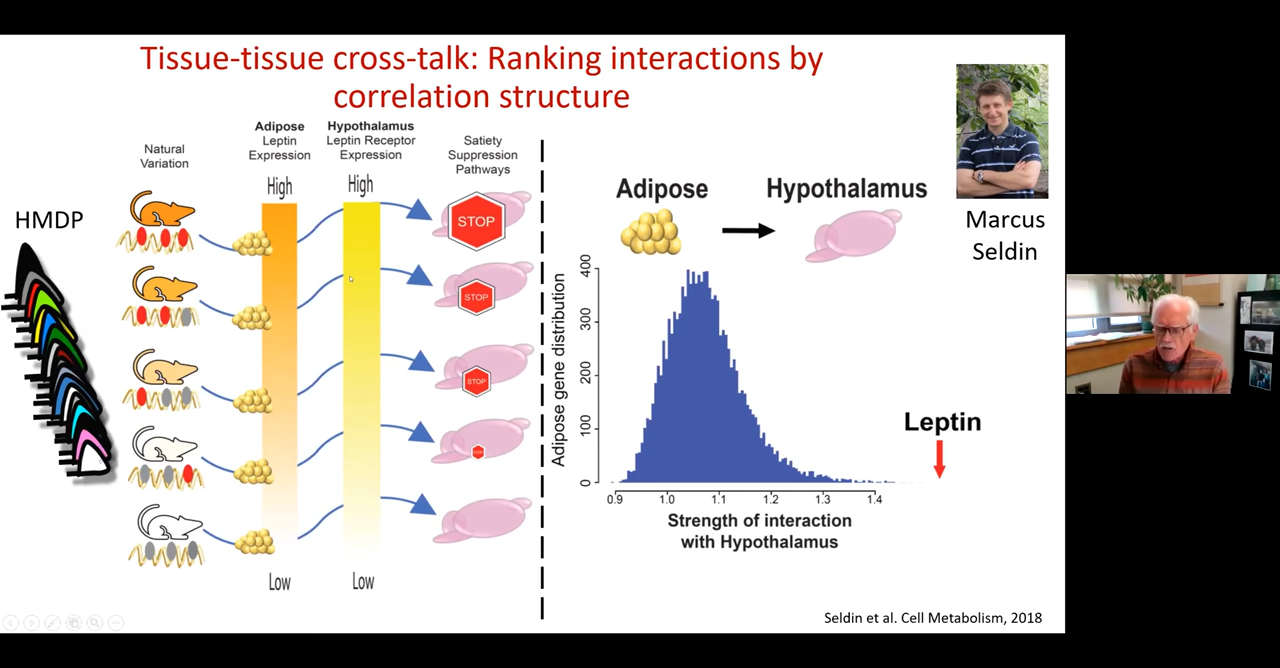 Tissue-tissue cross-talk: Ranking interactions by
correlation structure
HMDP
Natural
Variation
Adipose
Leptin
Expression
Hypothalamus
Leptin Receptor
Expression
Satiety
Suppression
Pathways
High
High
STOP
STOP
STOP
Low
Low
Adipose
Hypothalamus
Marcus
Seldin
Adipose gene distribution
400
300
200
100
0
0.9
1.0
1.1
1.2
1.3
1.4
Leptin
Strength of interaction
with Hypothalamus
Seldin et al. Cell Metabolism, 2018